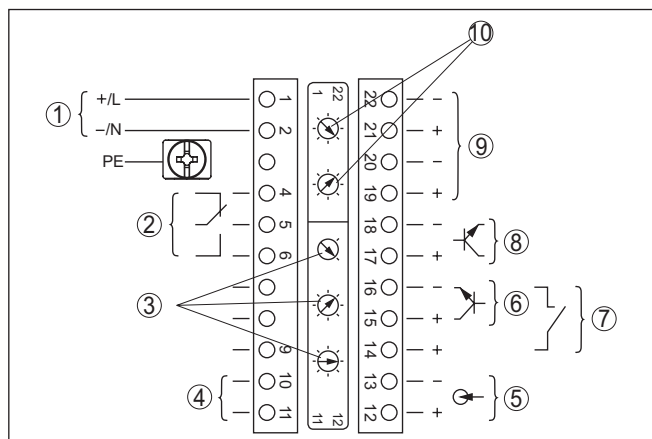 ⑩
1 22
① +/L 1 22 −
−/N 2 21 + ⑨
PE 20 −
4 19 +
② 5 18 − ⑧
6 17 +
16 − ⑥
③ 15 + ⑦
9 14 +
④ 10 13 − ⑤
11 12 +
11 12